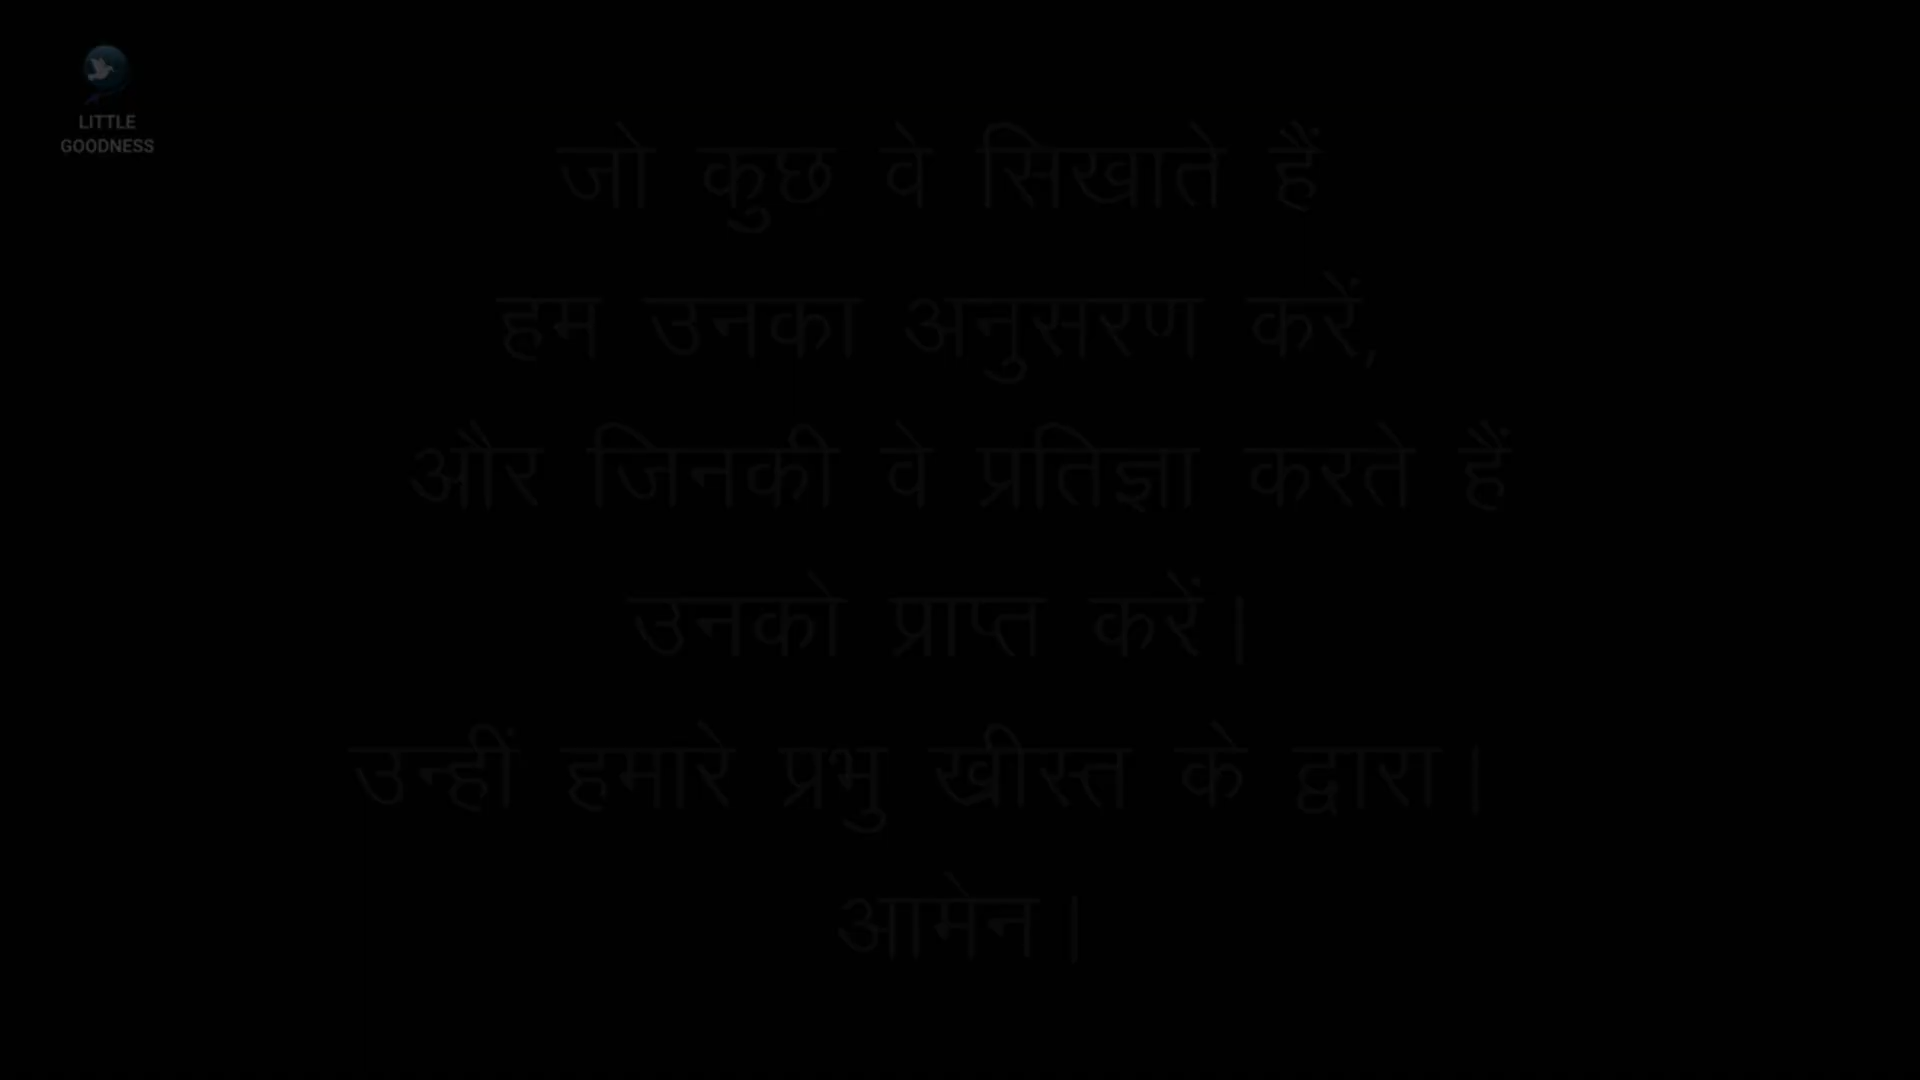 LITTLE
GOODNESS
जो कुछ वे सिखाते हैं
हम उनका अनुसरण करें,
और जिनकी वे प्रतिज्ञा करते हैं
उनको प्राप्त करें।
उन्हीं हमारे प्रभु खीस्त के द्वारा।
आमेन।